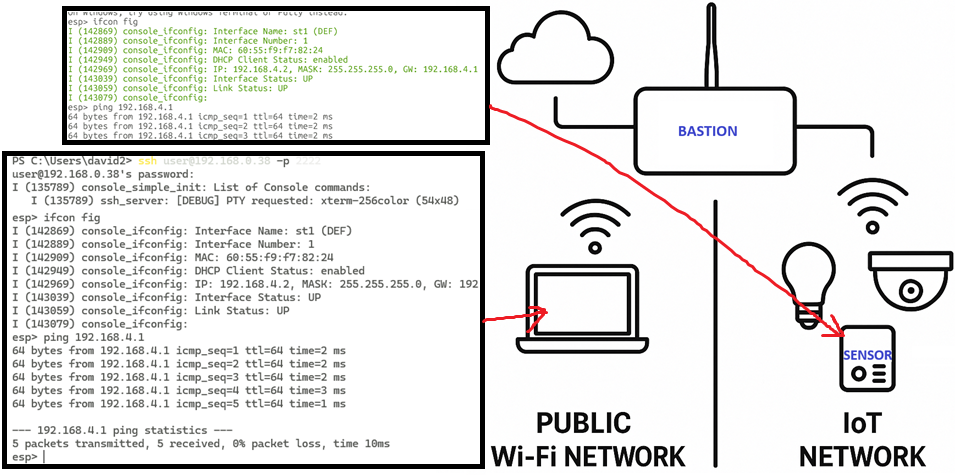 On Windows, try using Windows Terminal or Putty instead.
esp> ifcon fig
I (142869) console_ifconfig: Interface Name: st1 (DEF)
I (142889) console_ifconfig: Interface Number: 1
I (142909) console_ifconfig: MAC: 60:55:f9:f7:82:24
I (142949) console_ifconfig: DHCP Client Status: enabled
I (142969) console_ifconfig: IP: 192.168.4.2, MASK: 255.255.255.0, GW: 192.168.4.1
I (143039) console_ifconfig: Interface Status: UP
I (143059) console_ifconfig: Link Status: UP
I (143079) console_ifconfig:
esp> ping 192.168.4.1
64 bytes from 192.168.4.1 icmp_seq=1 ttl=64 time=2 ms
64 bytes from 192.168.4.1 icmp_seq=2 ttl=64 time=2 ms
64 bytes from 192.168.4.1 icmp_seq=3 ttl=64 time=2 ms
PS C:\Users\david2> ssh user@192.168.0.38 -p 2222
user@192.168.0.38's password:
I (135789) console_simple_init: List of Console commands:
I (135789) ssh_server: [DEBUG] PTY requested: xterm-256color (54x48)
esp> ifcon fig
I (142869) console_ifconfig: Interface Name: st1 (DEF)
I (142889) console_ifconfig: Interface Number: 1
I (142909) console_ifconfig: MAC: 60:55:f9:f7:82:24
I (142949) console_ifconfig: DHCP Client Status: enabled
I (142969) console_ifconfig: IP: 192.168.4.2, MASK: 255.255.255.0, GW: 192
I (143039) console_ifconfig: Interface Status: UP
I (143059) console_ifconfig: Link Status: UP
I (143079) console_ifconfig:
esp> ping 192.168.4.1
64 bytes from 192.168.4.1 icmp_seq=1 ttl=64 time=2 ms
64 bytes from 192.168.4.1 icmp_seq=2 ttl=64 time=2 ms
64 bytes from 192.168.4.1 icmp_seq=3 ttl=64 time=2 ms
64 bytes from 192.168.4.1 icmp_seq=4 ttl=64 time=3 ms
64 bytes from 192.168.4.1 icmp_seq=5 ttl=64 time=1 ms
--- 192.168.4.1 ping statistics ---
5 packets transmitted, 5 received, 0% packet loss, time 10ms
esp>
BASTION
SENSOR
PUBLIC
Wi-Fi NETWORK
IoT
NETWORK